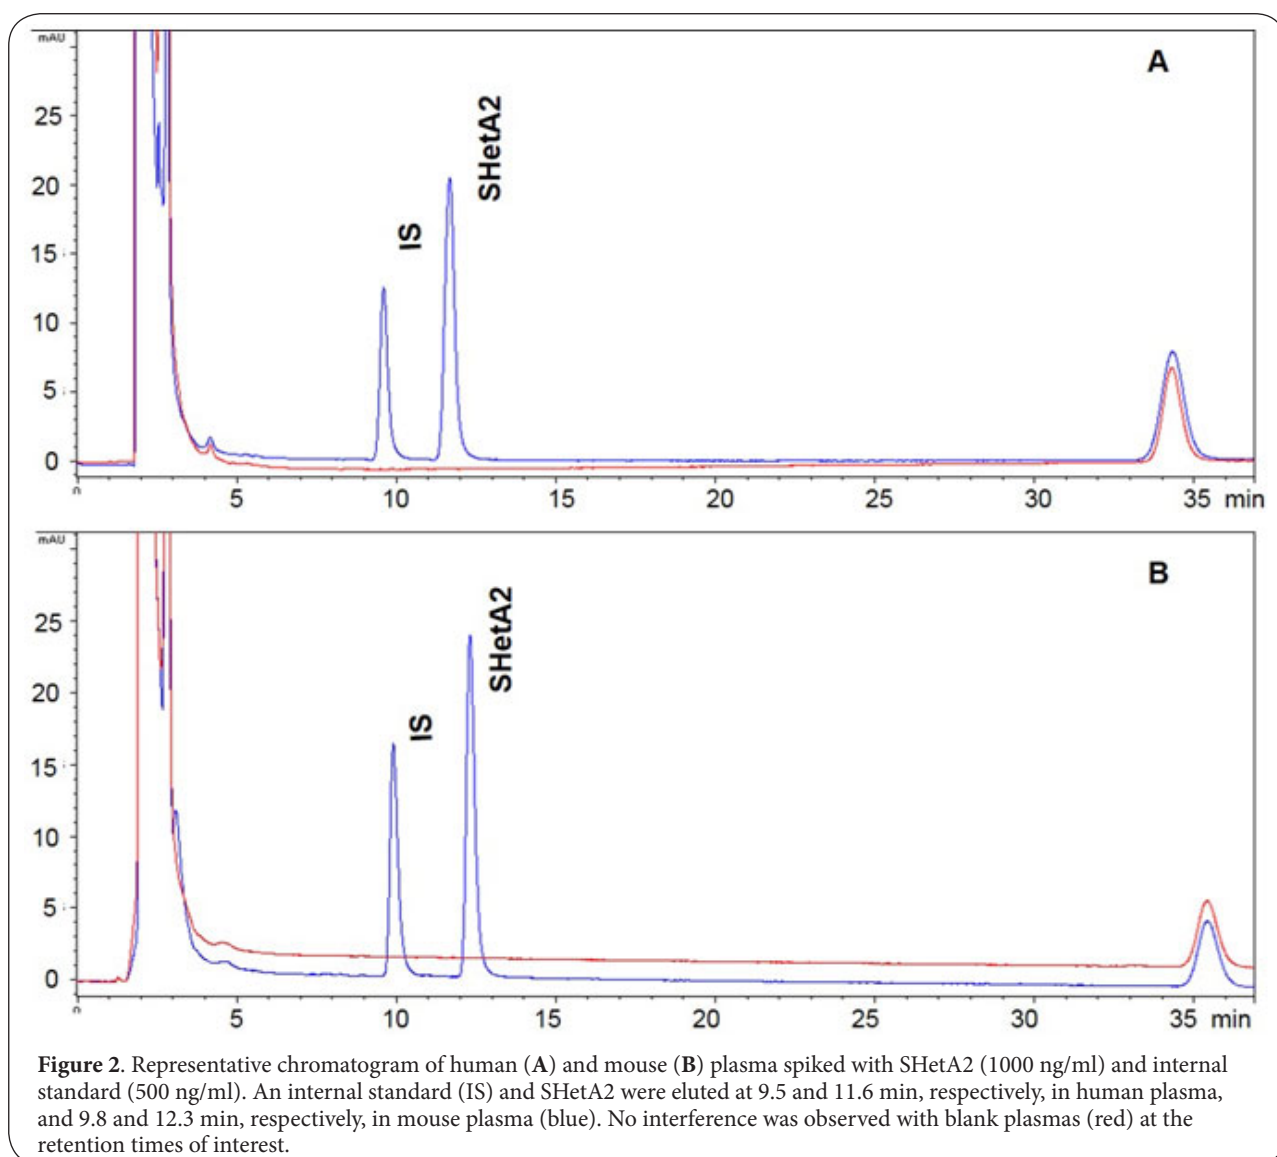 mAU
A
25
SHetA2
20
IS
15
10
5
0
0 5 10 15 20 25 30 35 min
mAU
B
25
SHetA2
20
IS
15
10
5
0
0 5 10 15 20 25 30 35 min
Figure 2. Representative chromatogram of human (A) and mouse (B) plasma spiked with SHetA2 (1000 ng/ml) and internal
standard (500 ng/ml). An internal standard (IS) and SHetA2 were eluted at 9.5 and 11.6 min, respectively, in human plasma,
and 9.8 and 12.3 min, respectively, in mouse plasma (blue). No interference was observed with blank plasmas (red) at the
retention times of interest.